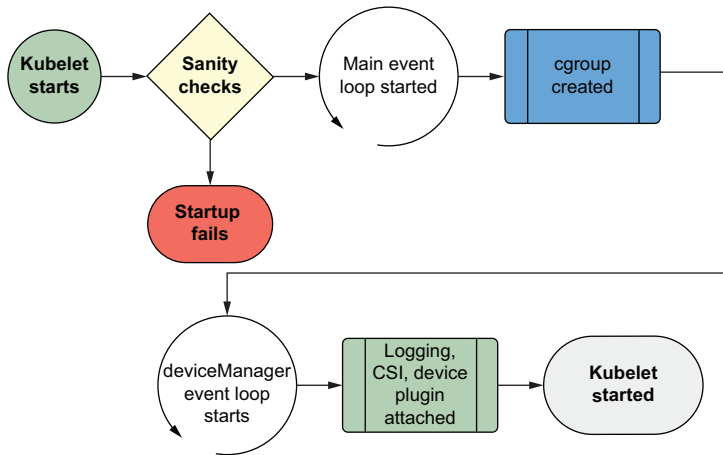 Kubelet
starts
Sanity
checks
Main event
loop started
cgroup
created
Startup
fails
deviceManager
event loop
starts
Logging,
CSI, device
plugin
attached
Kubelet
started